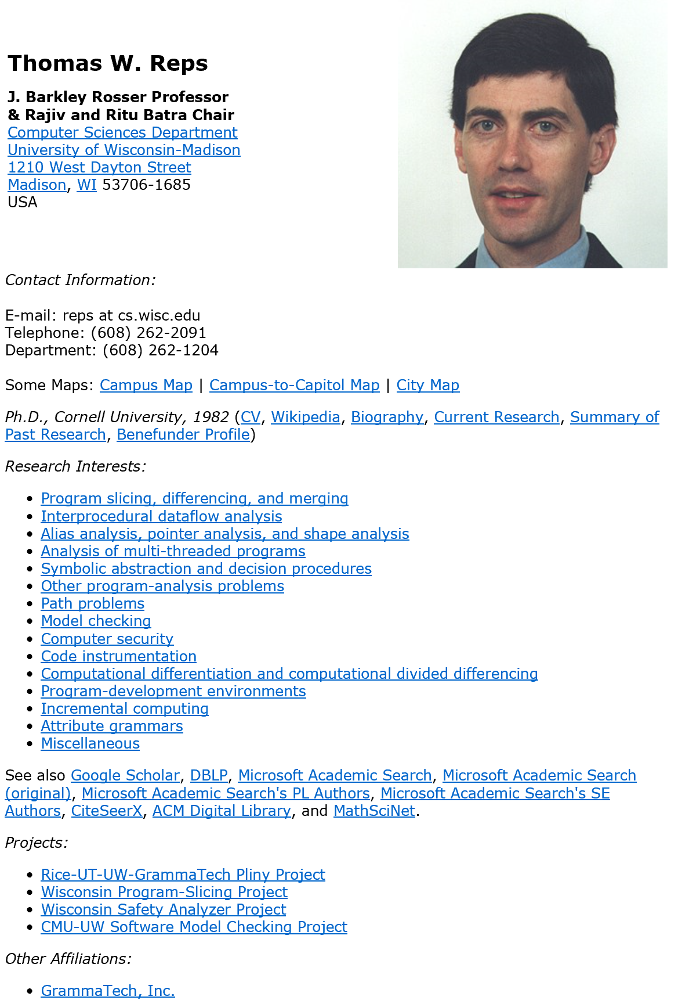 Thomas W. Reps
J. Barkley Rosser Professor
& Rajiv and Ritu Batra Chair
Computer Sciences Department
University of Wisconsin-Madison
1210 West Dayton Street
Madison, WI 53706-1685
USA
Contact Information:
E-mail: reps at cs.wisc.edu
Telephone: (608) 262-2091
Department: (608) 262-1204
Some Maps: Campus Map | Campus-to-Capitol Map | City Map
Ph.D., Cornell University, 1982 (CV, Wikipedia, Biography, Current Research, Summary of
Past Research, Benefunder Profile)
Research Interests:
• Program slicing, differencing, and merging
• Interprocedural dataflow analysis
• Alias analysis, pointer analysis, and shape analysis
• Analysis of multi-threaded programs
• Symbolic abstraction and decision procedures
• Other program-analysis problems
• Path problems
• Model checking
• Computer security
• Code instrumentation
• Computational differentiation and computational divided differencing
• Program-development environments
• Incremental computing
• Attribute grammars
• Miscellaneous
See also Google Scholar, DBLP, Microsoft Academic Search, Microsoft Academic Search
(original), Microsoft Academic Search's PL Authors, Microsoft Academic Search's SE
Authors, CiteSeerX, ACM Digital Library, and MathSciNet.
Projects:
• Rice-UT-UW-GrammaTech Pliny Project
• Wisconsin Program-Slicing Project
• Wisconsin Safety Analyzer Project
• CMU-UW Software Model Checking Project
Other Affiliations:
• GrammaTech, Inc.